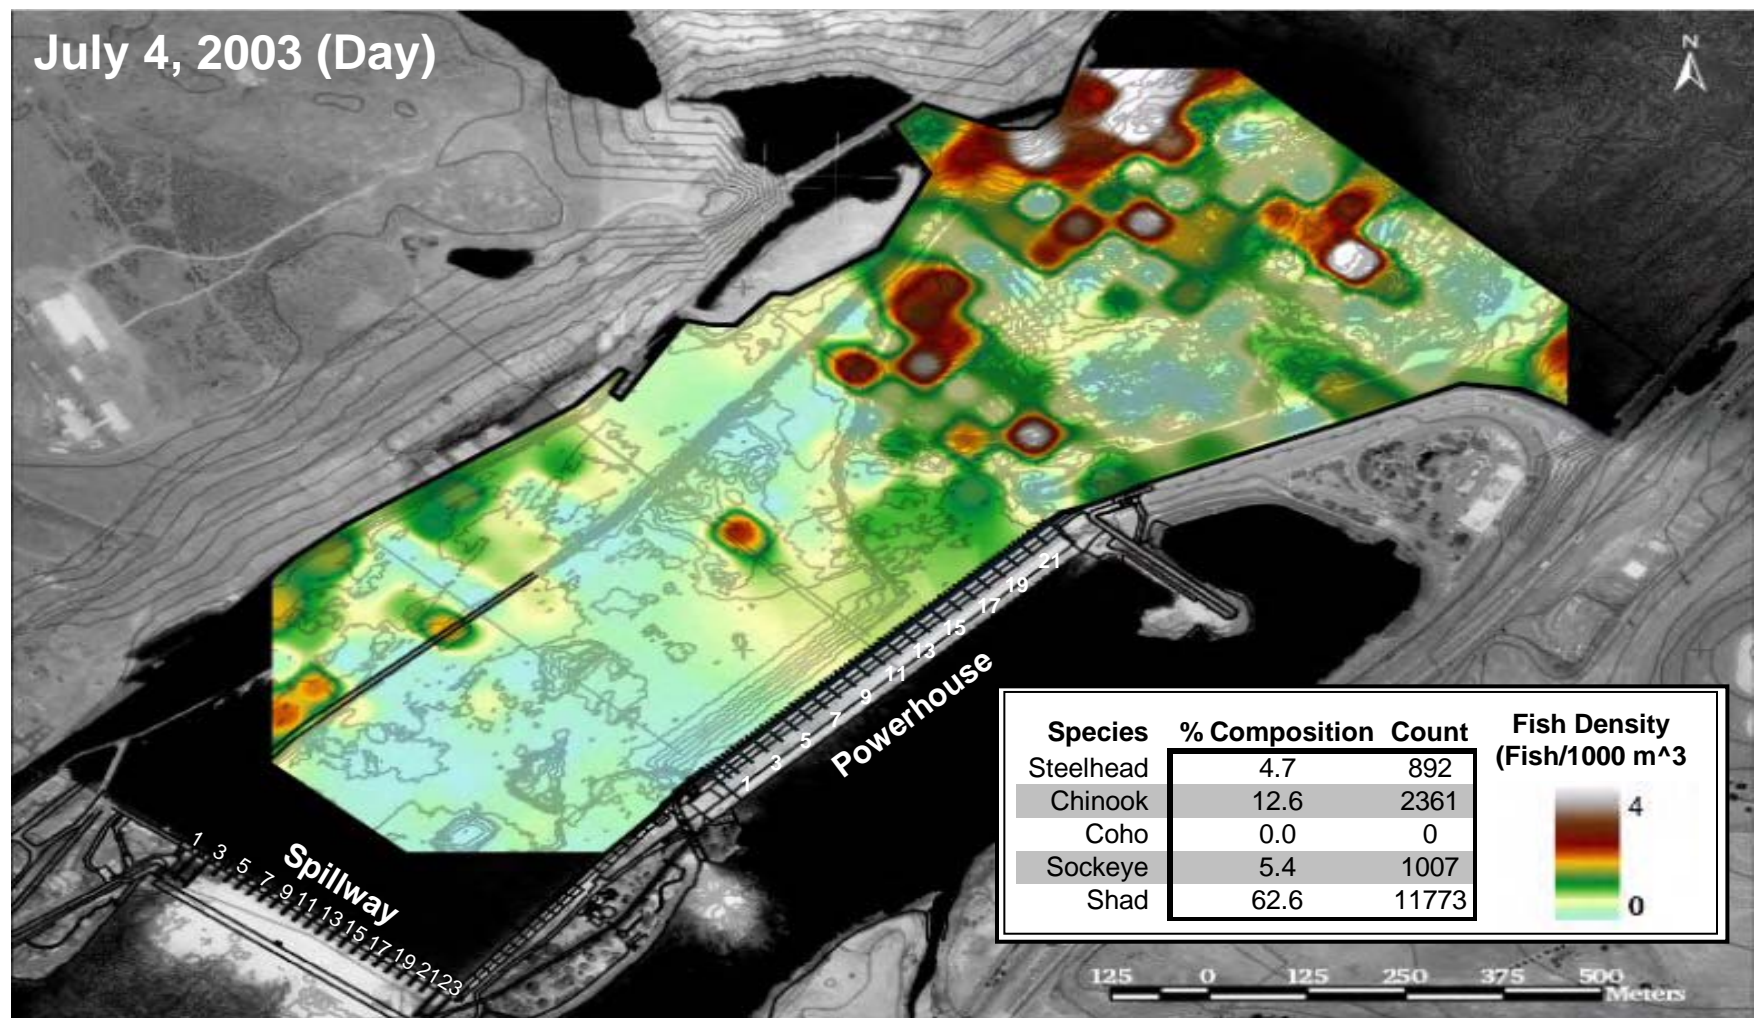 July 4, 2003 (Day)
N
21
19
17
15
13
11
9
7
5
3
1
Powerhouse
Spillway
1
3
5
7
9
11
13
15
17
19
21
23
Species % Composition Count
Steelhead 4.7 892
Chinook 12.6 2361
Coho 0.0 0
Sockeye 5.4 1007
Shad 62.6 11773
Fish Density
(Fish/1000 m^3
4
0
125 0 125 250 375 500
Meters